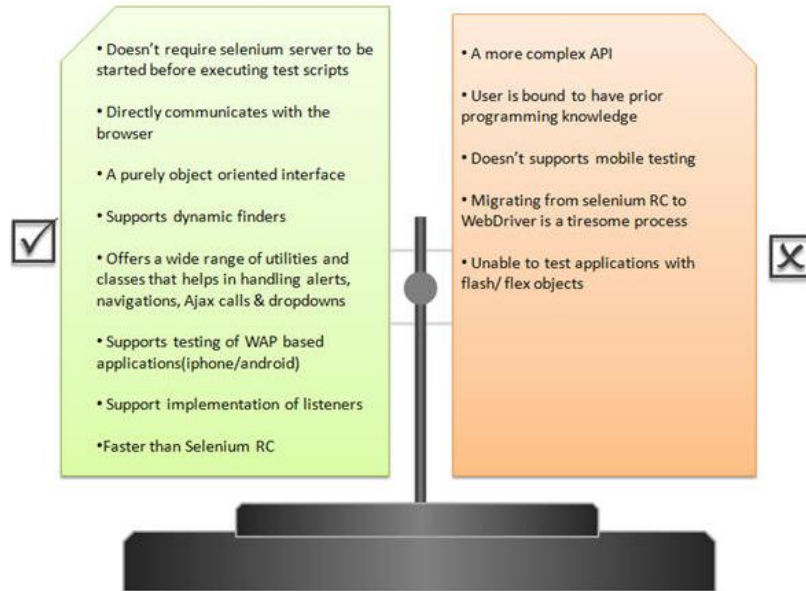 • Doesn’t require selenium server to be
started before executing test scripts
• Directly communicates with the
browser
• A purely object oriented interface
• Supports dynamic finders
• Offers a wide range of utilities and
classes that helps in handling alerts,
navigations, Ajax calls & dropdowns
• Supports testing of WAP based
applications(iphone/android)
• Support implementation of listeners
•Faster than Selenium RC
• A more complex API
• User is bound to have prior
programming knowledge
• Doesn’t supports mobile testing
• Migrating from selenium RC to
WebDriver is a tiresome process
• Unable to test applications with
flash/ flex objects